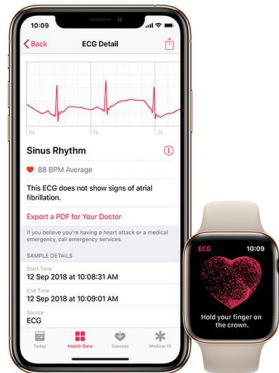 10:09
Back
ECG Detail
0s
1s
2s
Sinus Rhythm
88 BPM Average
This ECG does not show signs of atrial
fibrillation.
Export a PDF for Your Doctor
If you believe you're having a heart attack or a medical
emergency, call emergency services.
SAMPLE DETAILS
Start Time
12 Sep 2018 at 10:08:31 AM
End Time
12 Sep 2018 at 10:09:01 AM
Source
ECG
Today
Health Data
Sources
Medical ID
ECG
10:09
Hold your finger on
the crown.